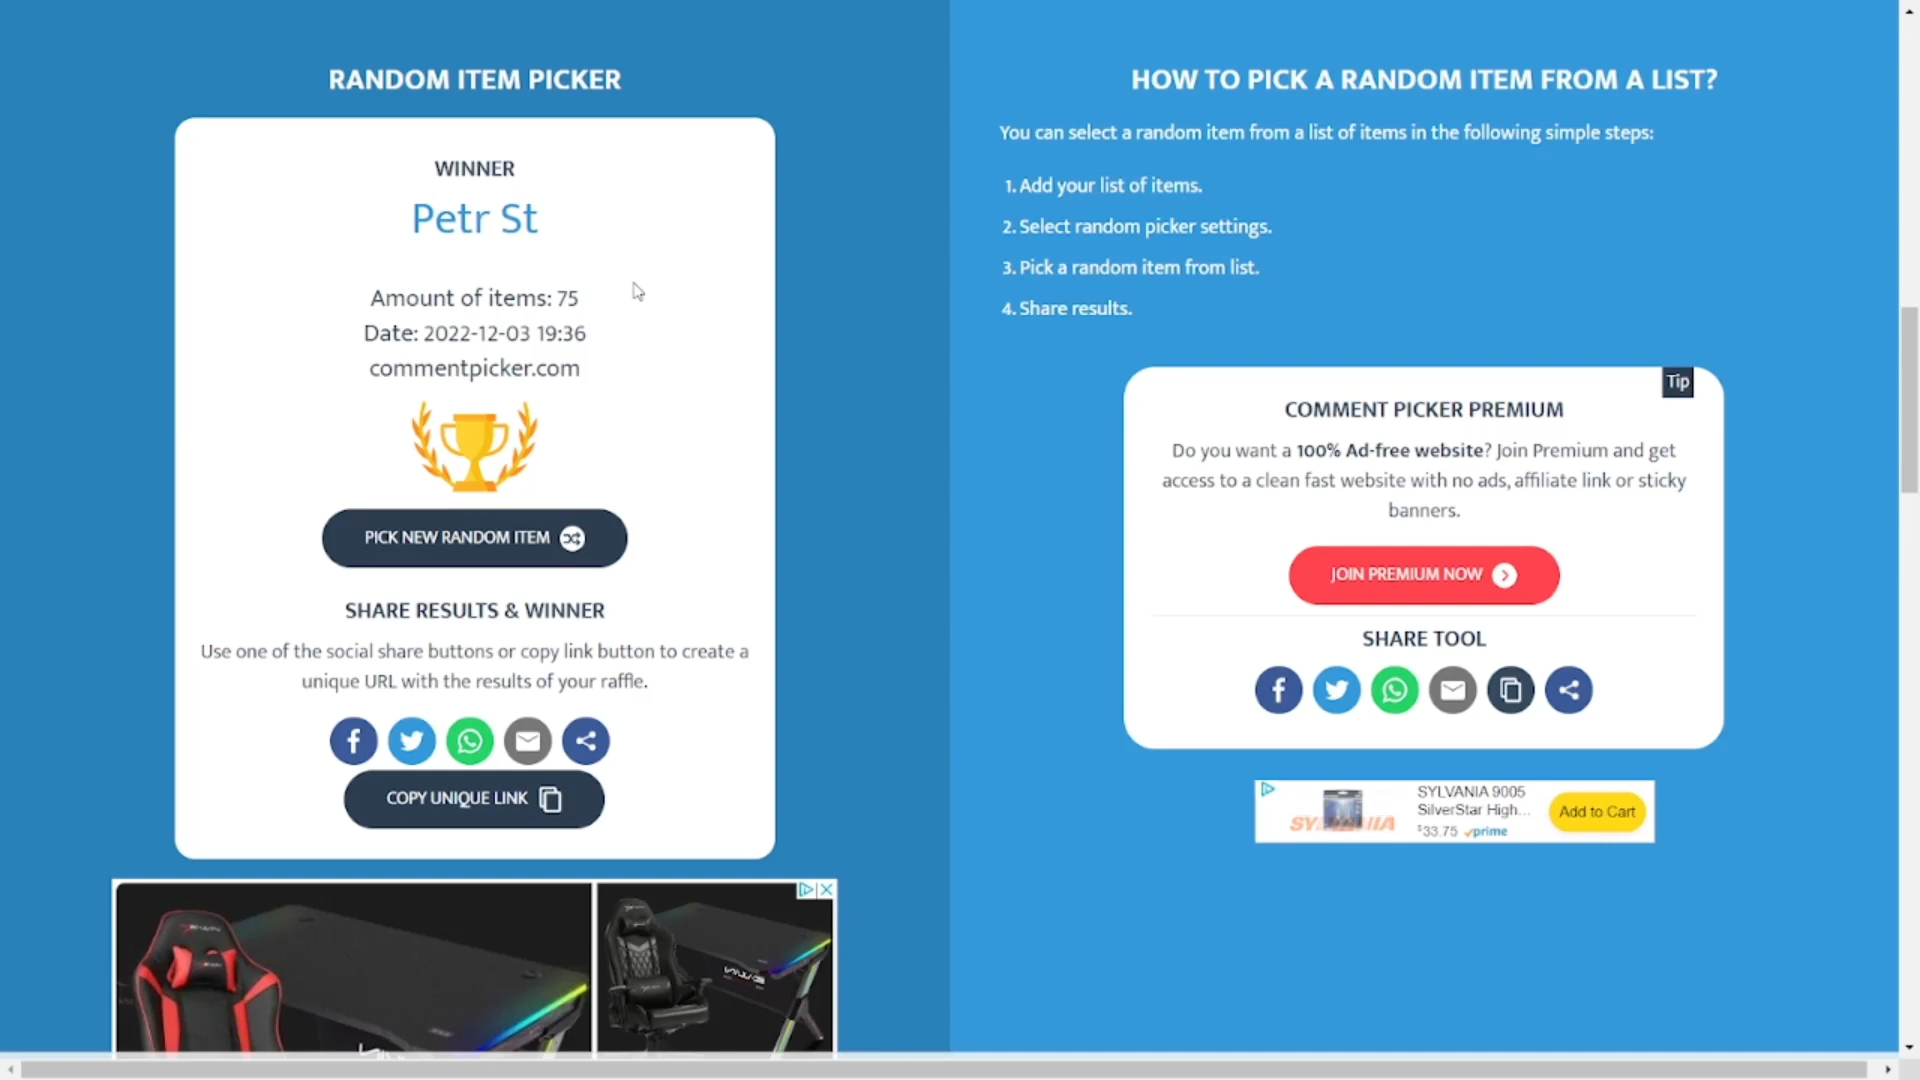 RANDOM ITEM PICKER
WINNER
Petr St
Amount of items: 75
Date: 2022-12-03 19:36
commentpicker.com
PICK NEW RANDOM ITEM
SHARE RESULTS & WINNER
Use one of the social share buttons or copy link button to create a
unique URL with the results of your raffle.
COPY UNIQUE LINK
HOW TO PICK A RANDOM ITEM FROM A LIST?
You can select a random item from a list of items in the following simple steps:
1. Add your list of items.
2. Select random picker settings.
3. Pick a random item from list.
4. Share results.
Tip
COMMENT PICKER PREMIUM
Do you want a 100% Ad-free website? Join Premium and get
access to a clean fast website with no ads, affiliate link or sticky
banners.
JOIN PREMIUM NOW
SHARE TOOL
SYLVANIA 9005
SilverStar High...
$33.75 prime
Add to Cart